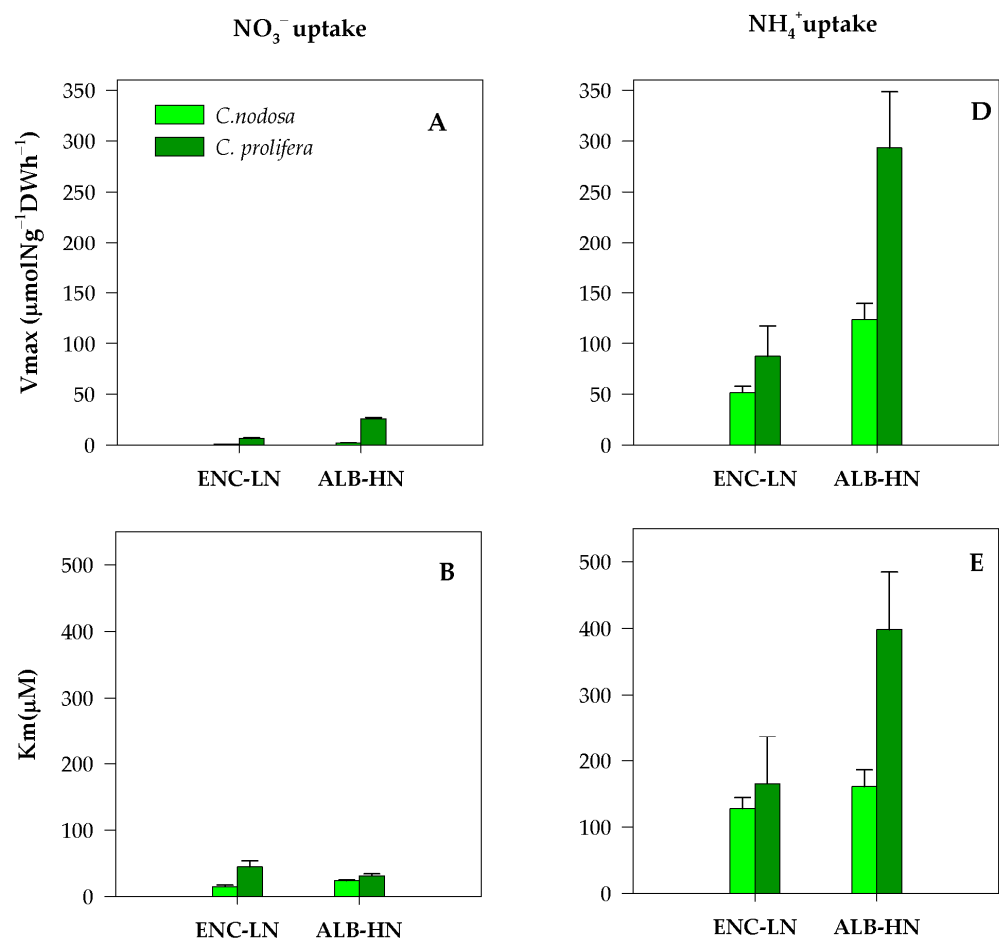 NO₃⁻ uptake
NH₄⁺uptake
Vmax (µmolNg⁻¹DWh⁻¹)
350
300
250
200
150
100
50
0
C.nodosa
C. prolifera
A
ENC-LN ALB-HN
350
300
250
200
150
100
50
0
D
ENC-LN ALB-HN
Km(µM)
500
400
300
200
100
0
B
ENC-LN ALB-HN
500
400
300
200
100
0
E
ENC-LN ALB-HN